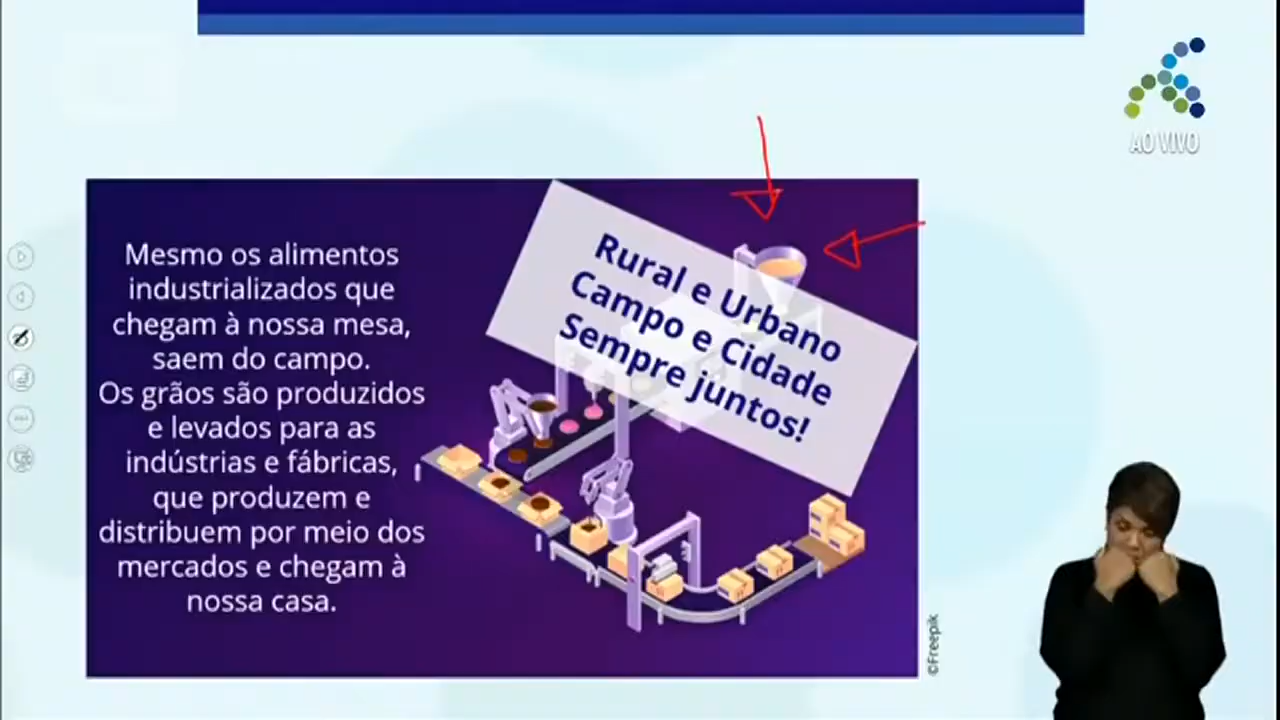 AO VIVO
Mesmo os alimentos
industrializados que
chegam à nossa mesa,
saem do campo.
Os grãos são produzidos
e levados para as
indústrias e fábricas,
que produzem e
distribuem por meio dos
mercados e chegam à
nossa casa.
Rural e Urbano
Campo e Cidade
Sempre juntos!
©Freepik